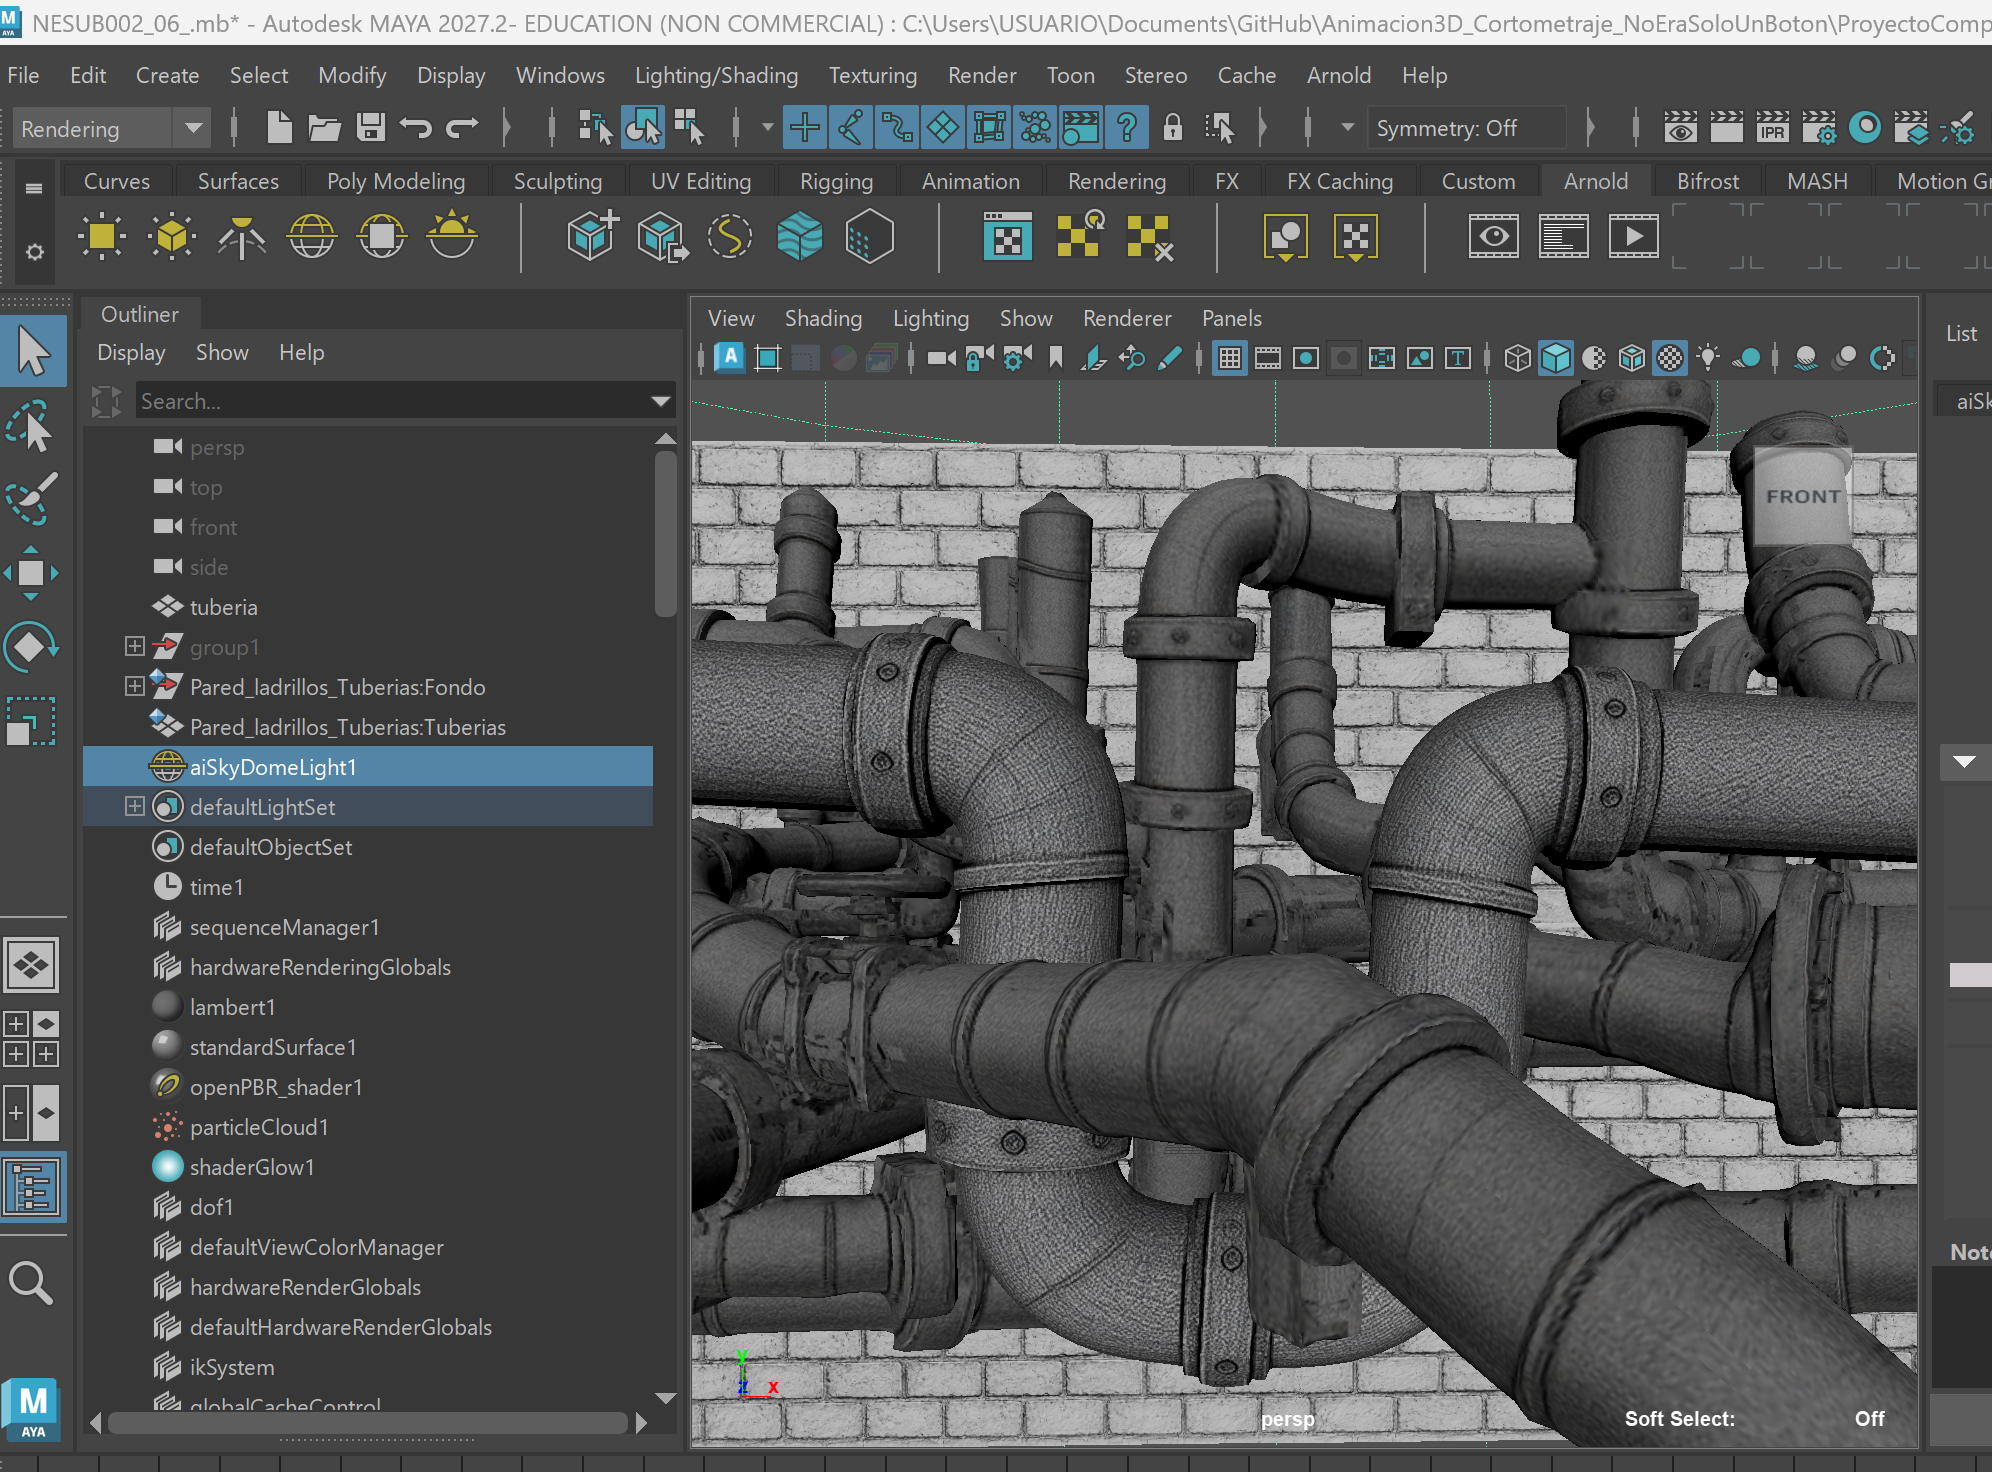 NESUB002_06_.mb* - Autodesk MAYA 2027.2- EDUCATION (NON COMMERCIAL) : C:\Users\USUARIO\Documents\GitHub\Animacion3D_Cortometraje_NoEraSoloUnBoton\ProyectoComp
File Edit Create Select Modify Display Windows Lighting/Shading Texturing Render Toon Stereo Cache Arnold Help
Rendering Symmetry: Off IPR
Curves Surfaces Poly Modeling Sculpting UV Editing Rigging Animation Rendering FX FX Caching Custom Arnold Bifrost MASH Motion Gr
Outliner
Display Show Help
Search...
persp
top
front
side
tuberia
group1
Pared_ladrillos_Tuberias:Fondo
Pared_ladrillos_Tuberias:Tuberias
aiSkyDomeLight1
defaultLightSet
defaultObjectSet
time1
sequenceManager1
hardwareRenderingGlobals
lambert1
standardSurface1
openPBR_shader1
particleCloud1
shaderGlow1
dof1
defaultViewColorManager
hardwareRenderGlobals
defaultHardwareRenderGlobals
ikSystem
globalCacheControl
View Shading Lighting Show Renderer Panels
A T
FRONT
y
z x
persp
Soft Select: Off
List
aiSk
Note
M
AYA